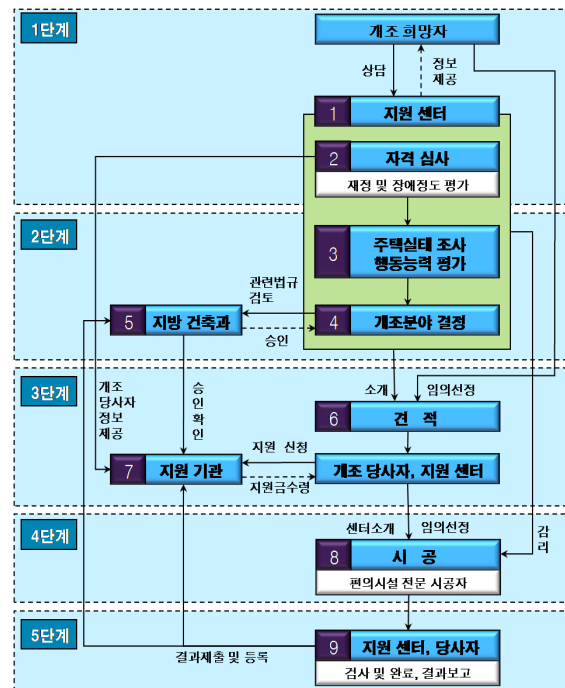 1단계
개조 희망자
상담
정보
제공
1 지원 센터
2 자격 심사
재정 및 장애정도 평가
2단계
3 주택실태 조사
행동능력 평가
관련법규
검토
5 지방 건축과
승인
4 개조분야 결정
3단계
개조
당사자
정보
제공
승
인
확
인
소개
임의선정
6 견 적
지원 신청
7 지원 기관
지원금수령
개조 당사자, 지원 센터
4단계
센터소개
임의선정
감
리
8 시 공
편의시설 전문 시공자
5단계
결과제출 및 등록
9 지원 센터, 당사자
검사 및 완료, 결과보고